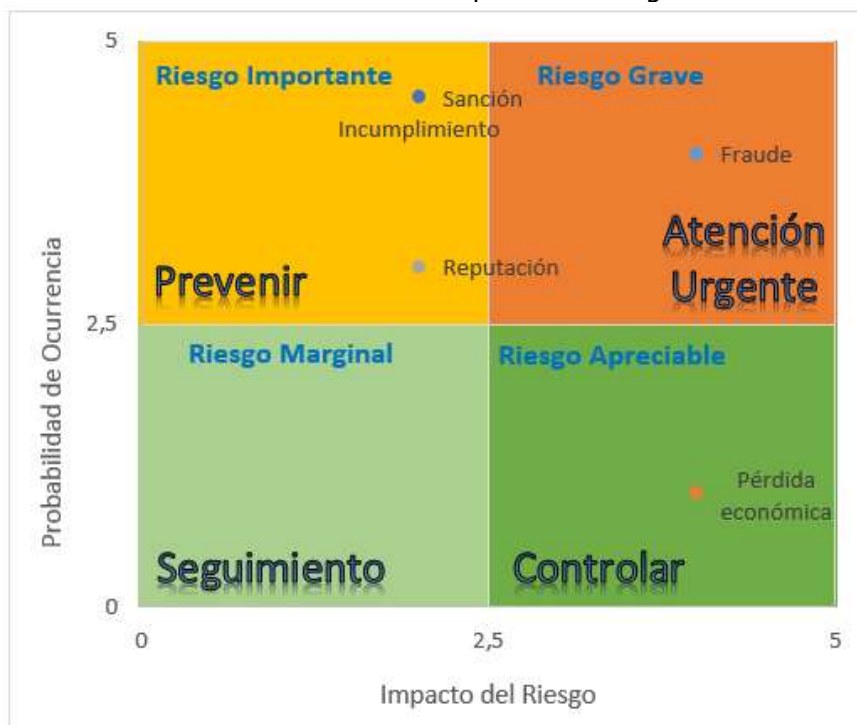 5
Riesgo Importante
Riesgo Grave
Sanción
Incumplimiento
Fraude
Atención
Urgente
Reputación
Prevenir
Probabilidad de Ocurrencia
2,5
Riesgo Marginal
Riesgo Apreciable
Pérdida
económica
Seguimiento
Controlar
0
0
2,5
5
Impacto del Riesgo